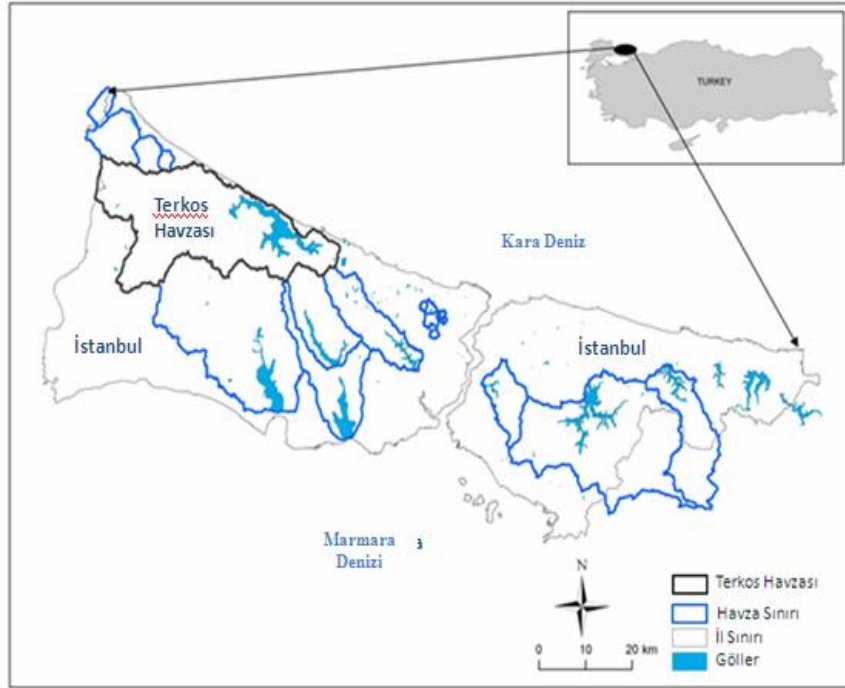 TURKEY
Terkos
Havzası
Kara Deniz
İstanbul
İstanbul
Marmara
Denizi
a
N
Terkos Havzası
Havza Sınırı
İl Sınırı
Göller
0 10 20 km